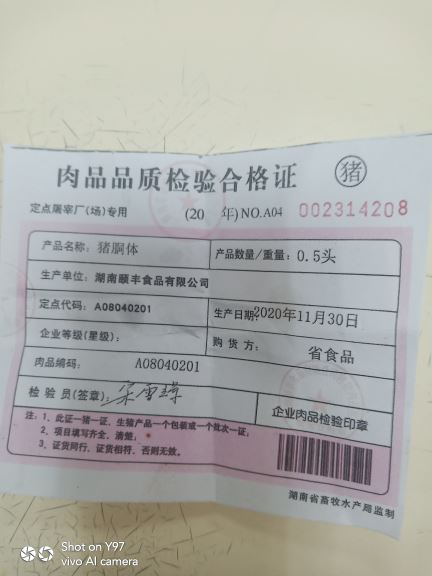 肉品品质检验合格证 猪
定点屠宰厂(场)专用 (20 年)NO.A04 002314208
产品名称: 猪胴体 产品数量/重量: 0.5头
生产单位: 湖南颐丰食品有限公司
定点代码: A08040201 生产日期: 2020年11月30日
企业等级(星级): 购货方: 省食品
肉品编码: A08040201
检验员(签章):
企业肉品检验印章
注: 1、此证一猪一证, 生猪产品一个包装或一个批次一证;
2、项目填写齐全、清楚;
3、证货同行、证货相符, 否则无效。
湖南省畜牧水产局监制
Shot on Y97
vivo AI camera